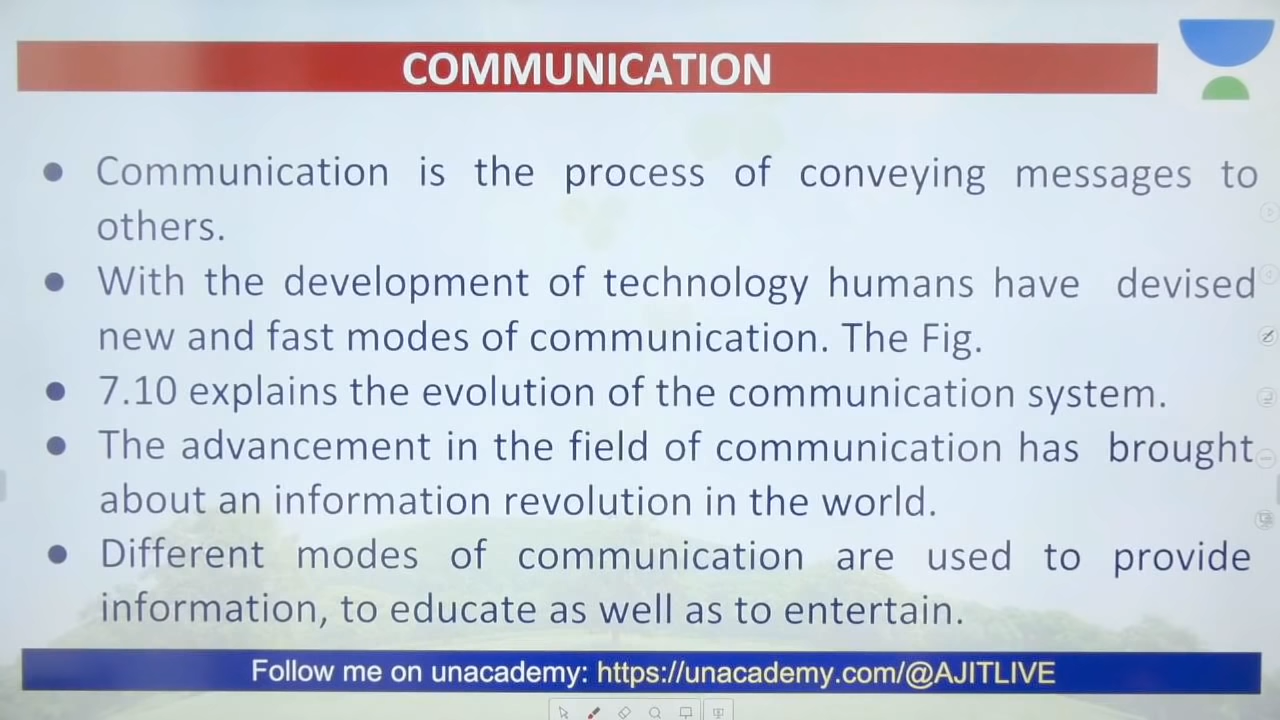 COMMUNICATION
● Communication is the process of conveying messages to
others.
● With the development of technology humans have devised
new and fast modes of communication. The Fig.
● 7.10 explains the evolution of the communication system.
● The advancement in the field of communication has brought
about an information revolution in the world.
● Different modes of communication are used to provide
information, to educate as well as to entertain.
Follow me on unacademy: https://unacademy.com/@AJITLIVE